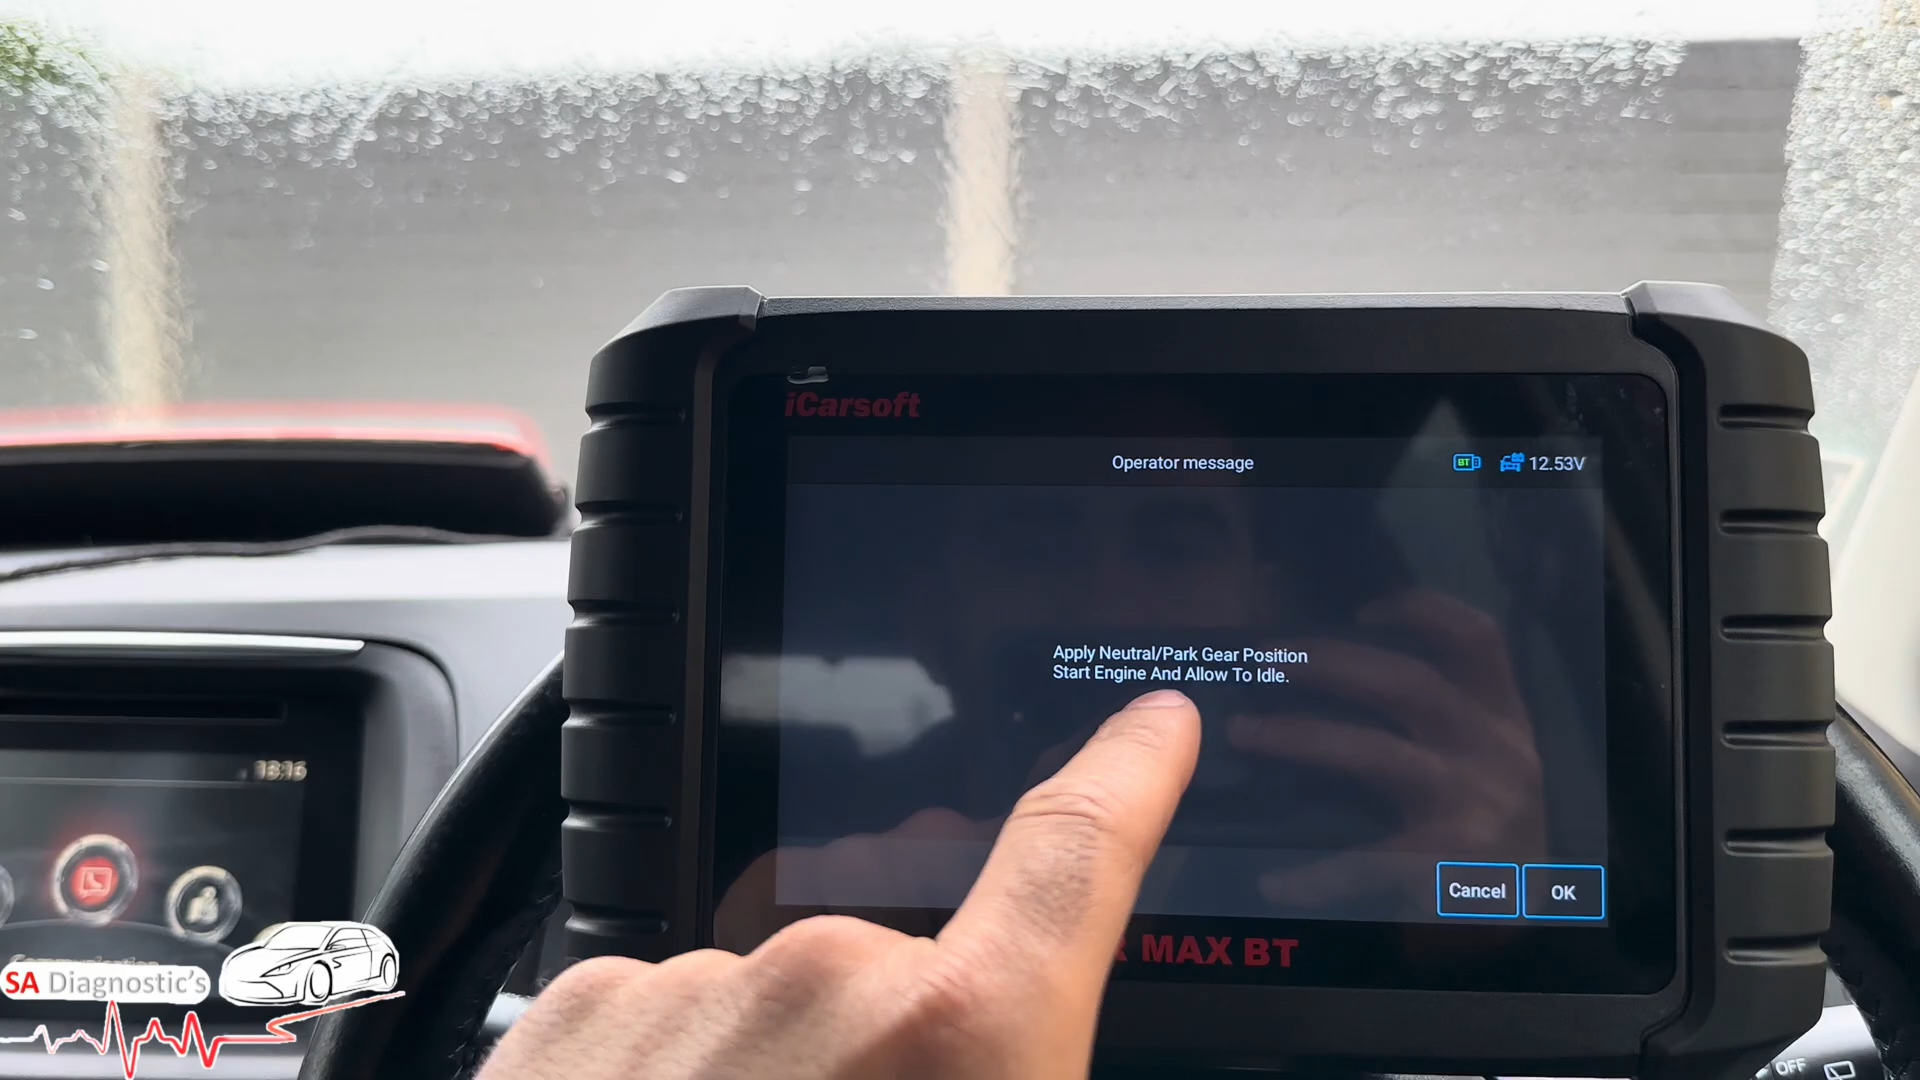 iCarsoft
Operator message
BT
12.53V
Apply Neutral/Park Gear Position
Start Engine And Allow To Idle.
Cancel
OK
R MAX BT
18:16
SA Diagnostic's
OFF